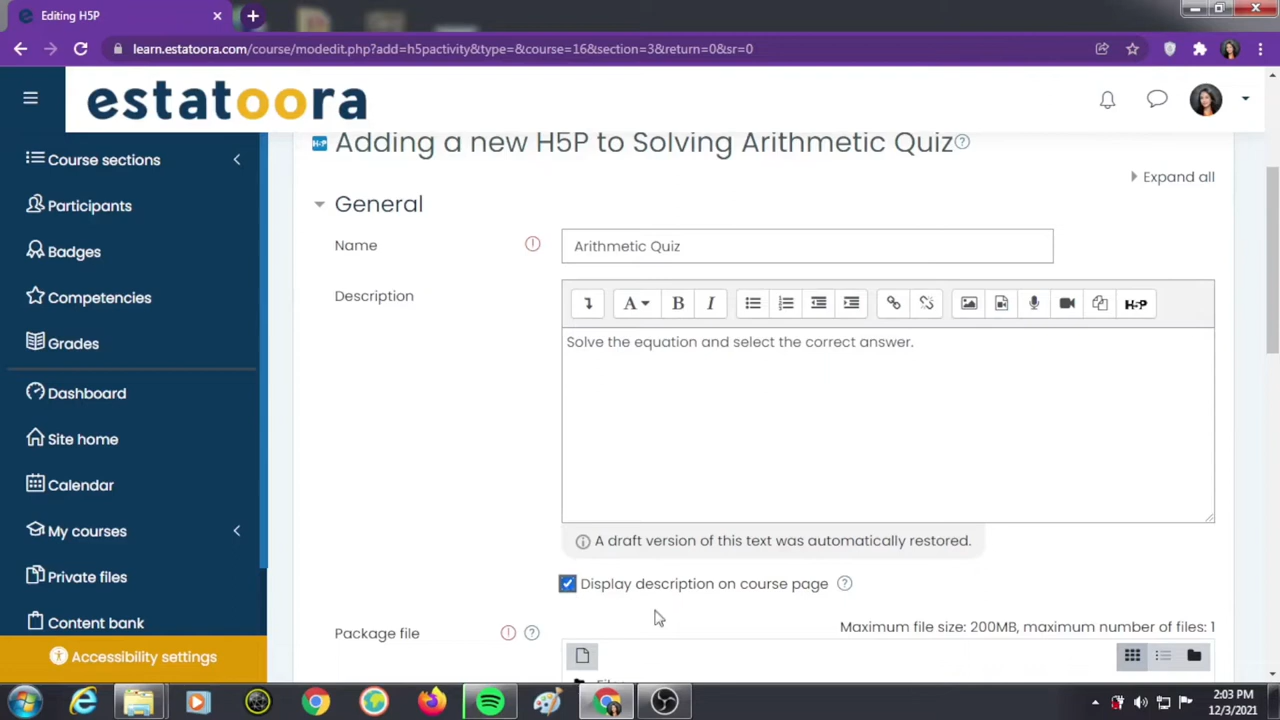 Editing H5P
learn.estatoora.com/course/modedit.php?add=h5pactivity&type=&course=16&section=3&return=0&sr=0
estatoora
Course sections
Participants
Badges
Competencies
Grades
Dashboard
Site home
Calendar
My courses
Private files
Content bank
Accessibility settings
H5P Adding a new H5P to Solving Arithmetic Quiz
Expand all
General
Name
Arithmetic Quiz
Description
A B I H5P
Solve the equation and select the correct answer.
A draft version of this text was automatically restored.
Display description on course page
Package file
Maximum file size: 200MB, maximum number of files: 1
2:03 PM
12/3/2021